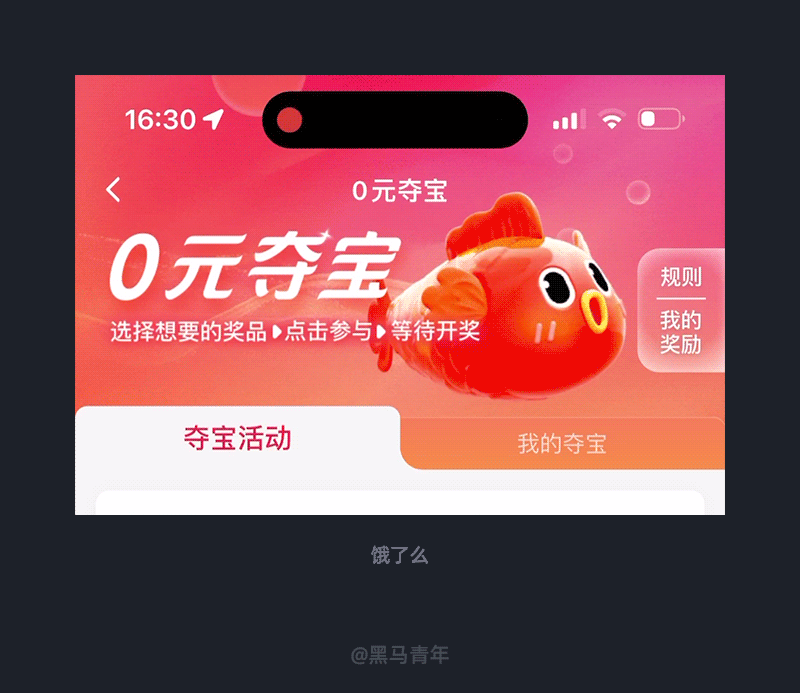 16:30
0元夺宝
0元夺宝
选择想要的奖品▶点击参与▶等待开奖
规则
我的
奖励
夺宝活动
我的夺宝
饿了么
@黑马青年